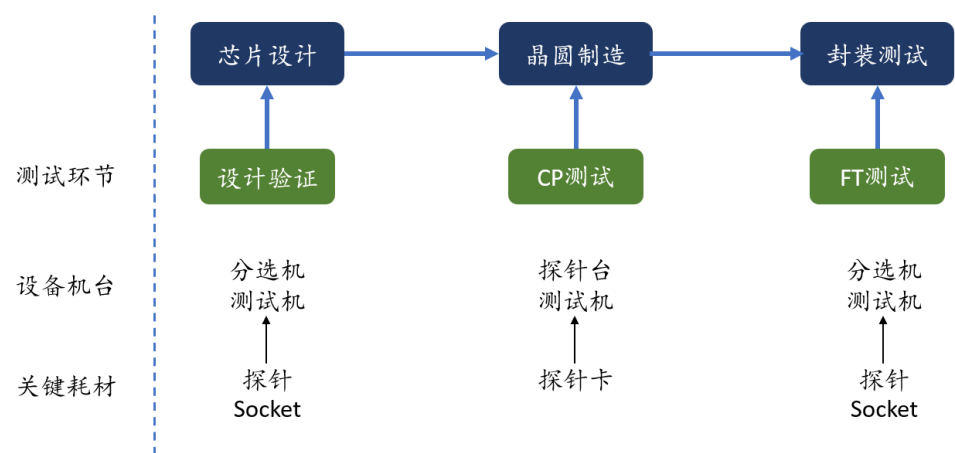 芯片设计
晶圆制造
封装测试
测试环节
设计验证
CP测试
FT测试
设备机台
分选机
测试机
探针台
测试机
分选机
测试机
关键耗材
探针
Socket
探针卡
探针
Socket